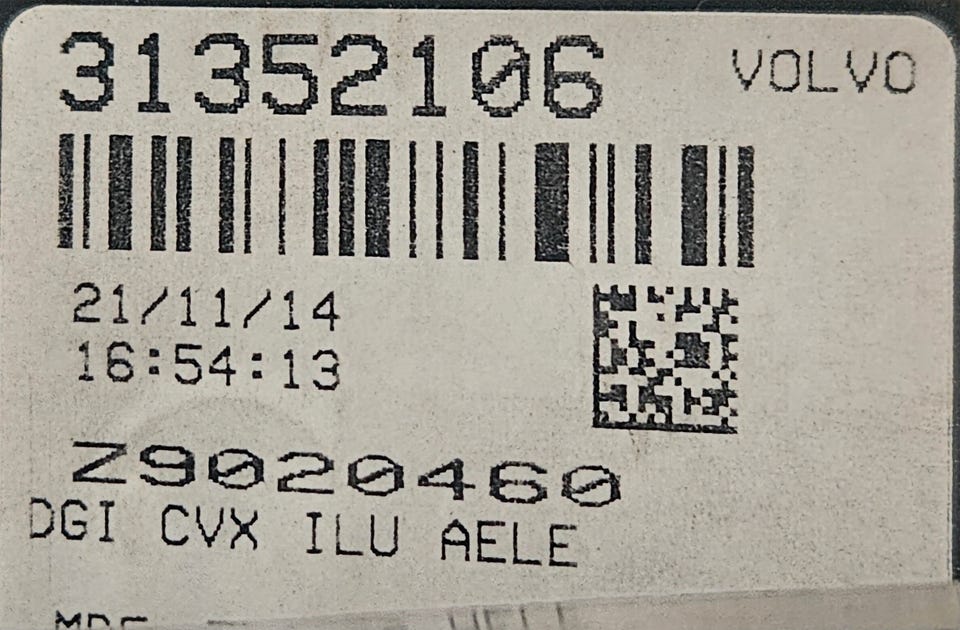 31352106 VOLVO
21/11/14
16:54:13
Z9020460
DGI CVX ILU AELE